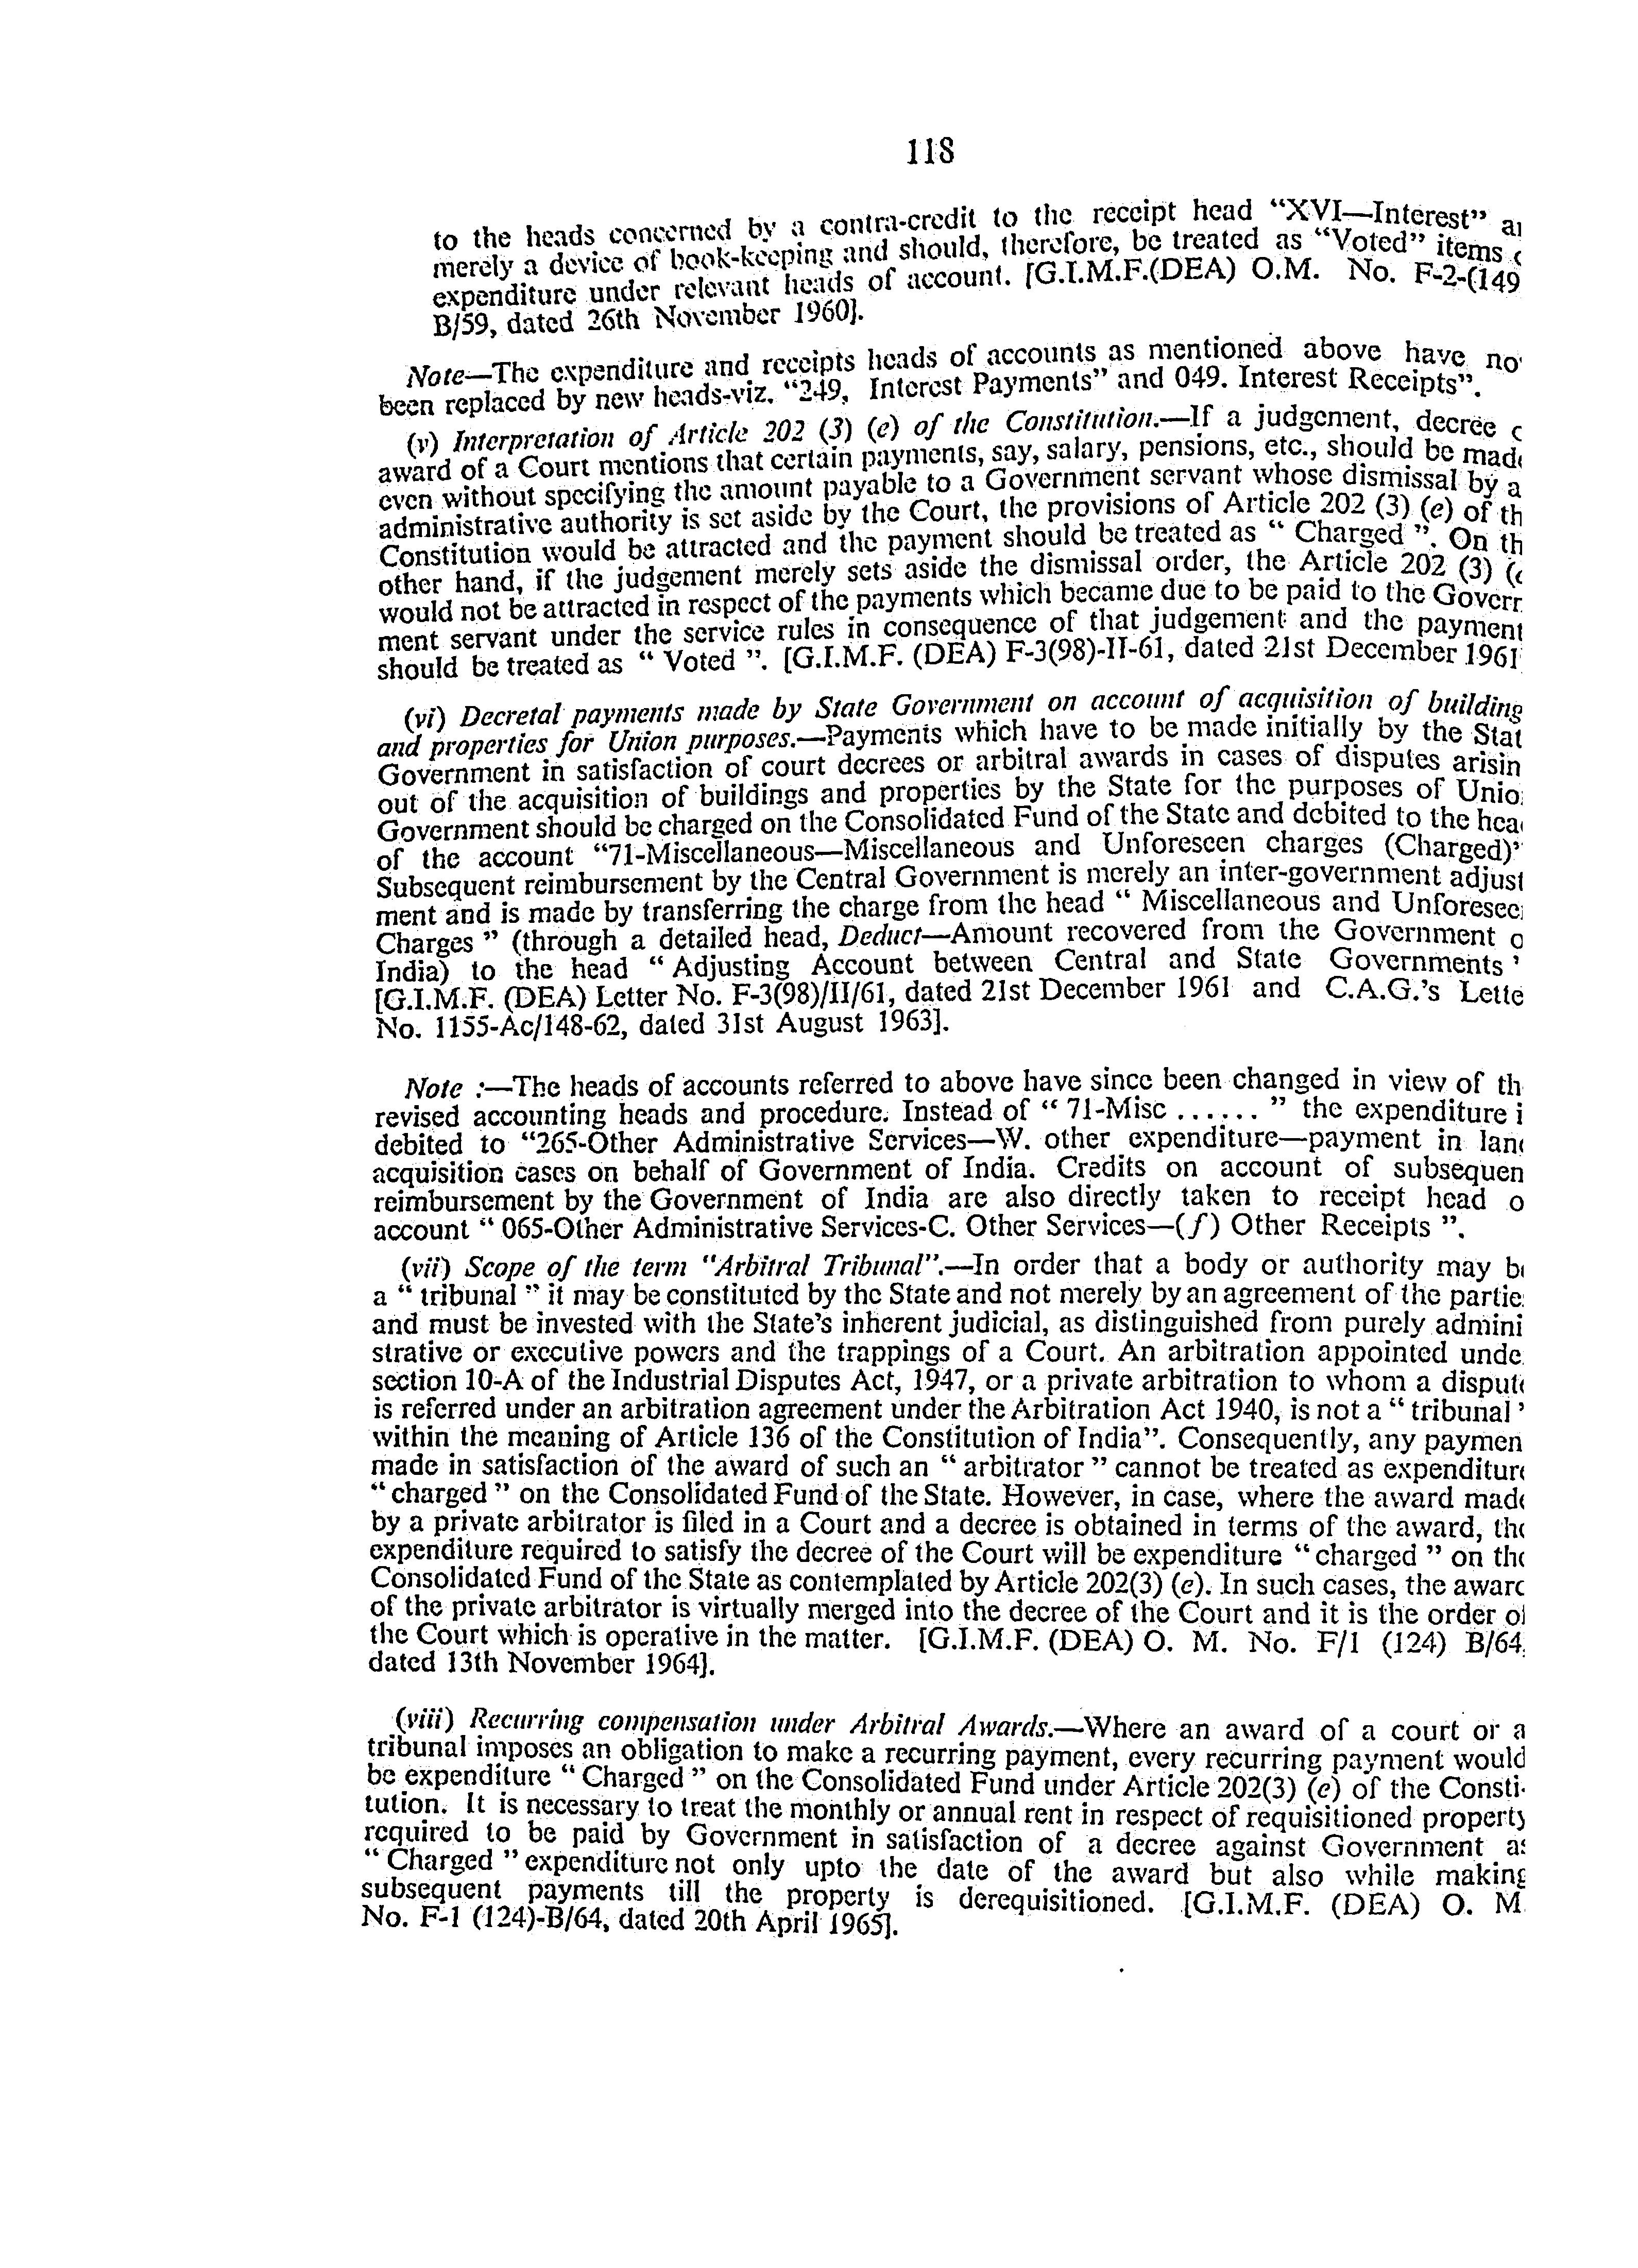 118
to the heads concerned by a contra-credit to the receipt head “XVI—Interest”
merely a device of book-keeping and should, therefore, be treated as “Voted” items
expenditure under relevant heads of account. [G.I.M.F.(DEA) O.M. No. F-2-(149
B/59, dated 26th November 1960].
Note—The expenditure and receipts heads of accounts as mentioned above have
been replaced by new heads-viz. “249, Interest Payments” and 049. Interest Receipts”.
(v) Interpretation of Article 202 (3) (e) of the Constitution.—If a judgement, decree
award of a Court mentions that certain payments, say, salary, pensions, etc., should be
even without specifying the amount payable to a Government servant whose dismissal by a
administrative authority is set aside by the Court, the provisions of Article 202 (3) (e) of th
Constitution would be attracted and the payment should be treated as “ Charged ”. On th
other hand, if the judgement merely sets aside the dismissal order, the Article 202 (3)
would not be attracted in respect of the payments which became due to be paid to the Govern
ment servant under the service rules in consequence of that judgement and the payment
should be treated as “ Voted ”. [G.I.M.F. (DEA) F-3(98)-II-61, dated 21st December 1961
(vi) Decretal payments made by State Government on account of acquisition of building
and properties for Union purposes.—Payments which have to be made initially by the Stat
Government in satisfaction of court decrees or arbitral awards in cases of disputes arisin
out of the acquisition of buildings and properties by the State for the purposes of Unio
Government should be charged on the Consolidated Fund of the State and debited to the hea
of the account “71-Miscellaneous—Miscellaneous and Unforeseen charges (Charged)”
Subsequent reimbursement by the Central Government is merely an inter-government adjust
ment and is made by transferring the charge from the head “ Miscellaneous and Unforesee
Charges ” (through a detailed head, Deduct—Amount recovered from the Government o
India) to the head “ Adjusting Account between Central and State Governments ’
[G.I.M.F. (DEA) Letter No. F-3(98)/II/61, dated 21st December 1961 and C.A.G.’s Lette
No. 1155-Ac/148-62, dated 31st August 1963].
Note :—The heads of accounts referred to above have since been changed in view of th
revised accounting heads and procedure. Instead of “ 71-Misc ...... ” the expenditure i
debited to “265-Other Administrative Services—W. other expenditure—payment in lan
acquisition cases on behalf of Government of India. Credits on account of subsequen
reimbursement by the Government of India are also directly taken to receipt head o
account “ 065-Other Administrative Services-C. Other Services—(f) Other Receipts ”.
(vii) Scope of the term “Arbitral Tribunal”.—In order that a body or authority may b
a “ tribunal ” it may be constituted by the State and not merely by an agreement of the partie
and must be invested with the State’s inherent judicial, as distinguished from purely admini
strative or executive powers and the trappings of a Court. An arbitration appointed unde
section 10-A of the Industrial Disputes Act, 1947, or a private arbitration to whom a dispute
is referred under an arbitration agreement under the Arbitration Act 1940, is not a “ tribunal ’
within the meaning of Article 136 of the Constitution of India”. Consequently, any paymen
made in satisfaction of the award of such an “ arbitrator ” cannot be treated as expenditure
“ charged ” on the Consolidated Fund of the State. However, in case, where the award made
by a private arbitrator is filed in a Court and a decree is obtained in terms of the award, the
expenditure required to satisfy the decree of the Court will be expenditure “ charged ” on the
Consolidated Fund of the State as contemplated by Article 202(3) (e). In such cases, the award
of the private arbitrator is virtually merged into the decree of the Court and it is the order of
the Court which is operative in the matter. [G.I.M.F. (DEA) O. M. No. F/1 (124) B/64,
dated 13th November 1964].
(viii) Recurring compensation under Arbitral Awards.—Where an award of a court or a
tribunal imposes an obligation to make a recurring payment, every recurring payment would
be expenditure “ Charged ” on the Consolidated Fund under Article 202(3) (e) of the Consti-
tution. It is necessary to treat the monthly or annual rent in respect of requisitioned property
required to be paid by Government in satisfaction of a decree against Government as
“ Charged ” expenditure not only upto the date of the award but also while making
subsequent payments till the property is derequisitioned. [G.I.M.F. (DEA) O. M
No. F-1 (124)-B/64, dated 20th April 1965].